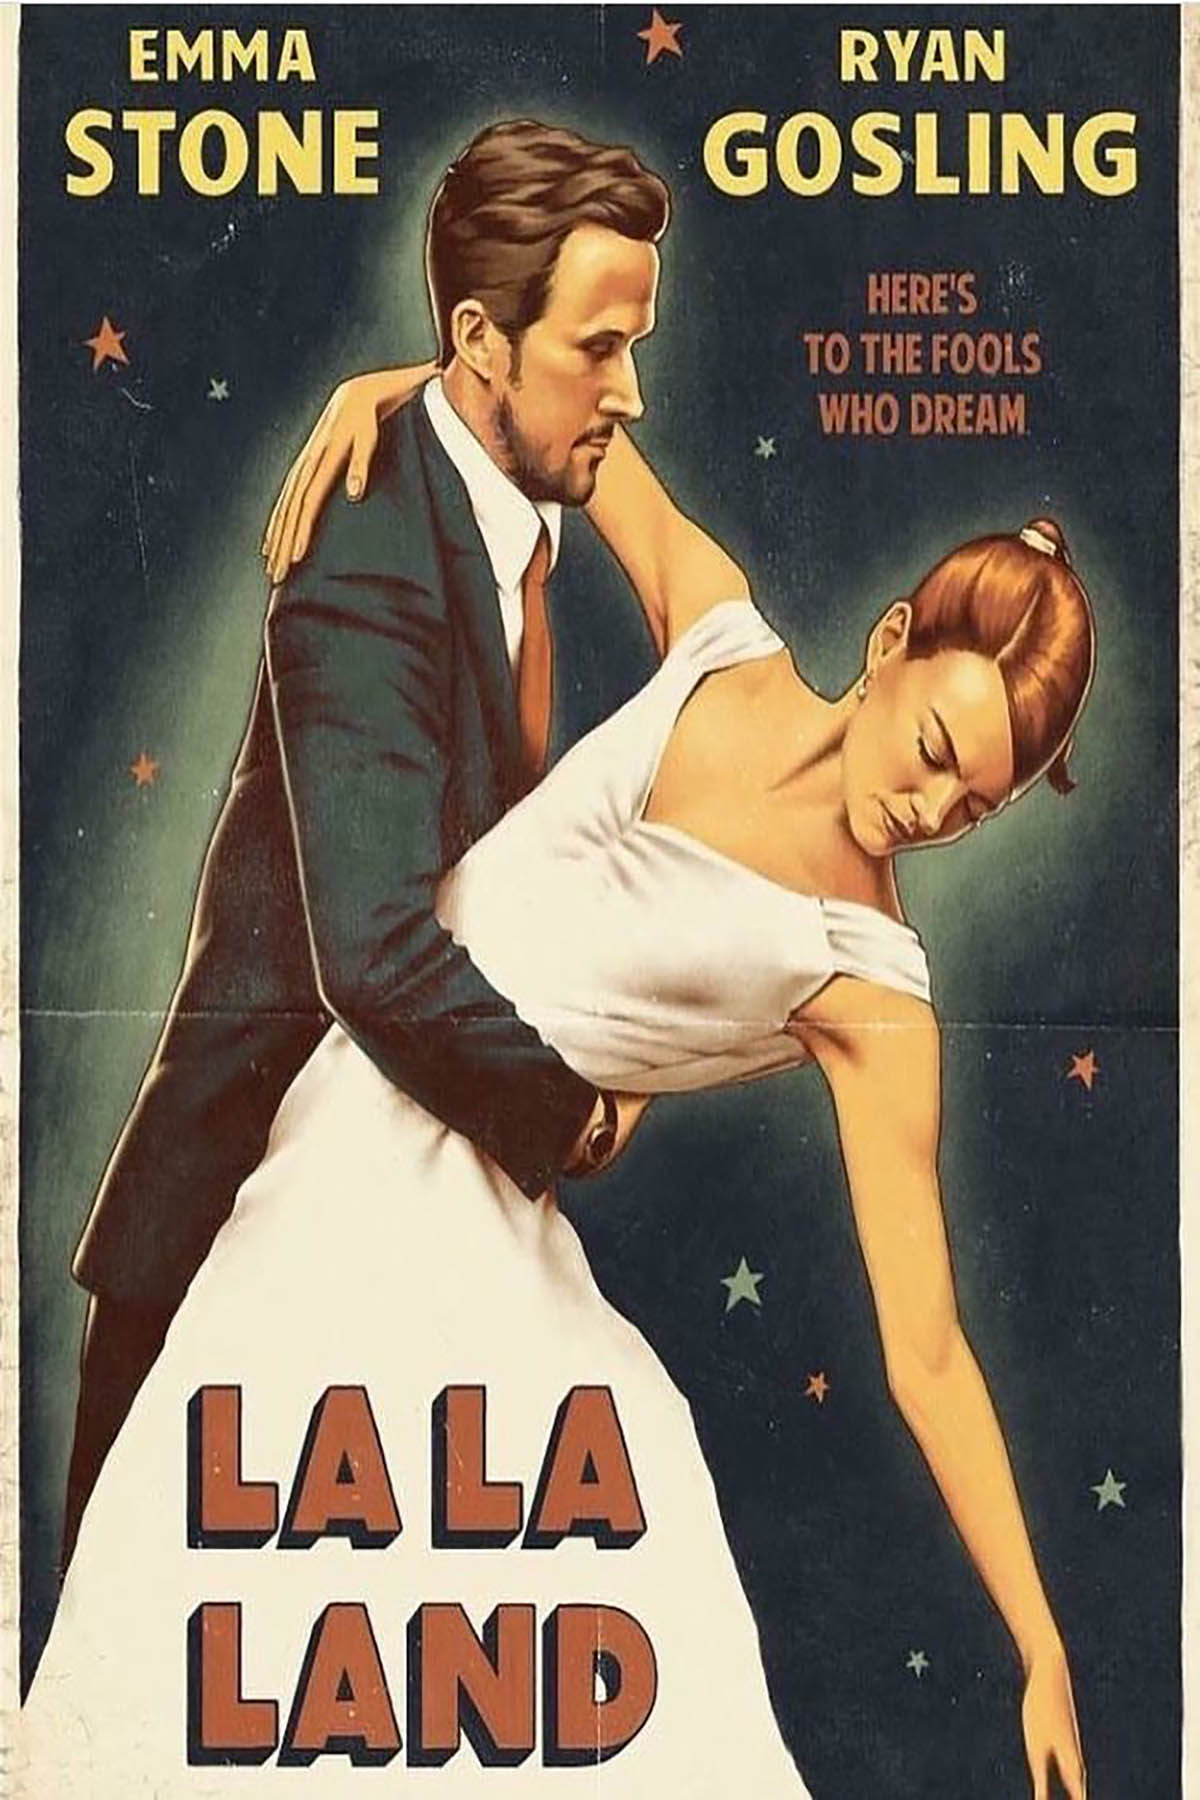 EMMA
STONE
RYAN
GOSLING
HERE'S
TO THE FOOLS
WHO DREAM
LA LA
LAND